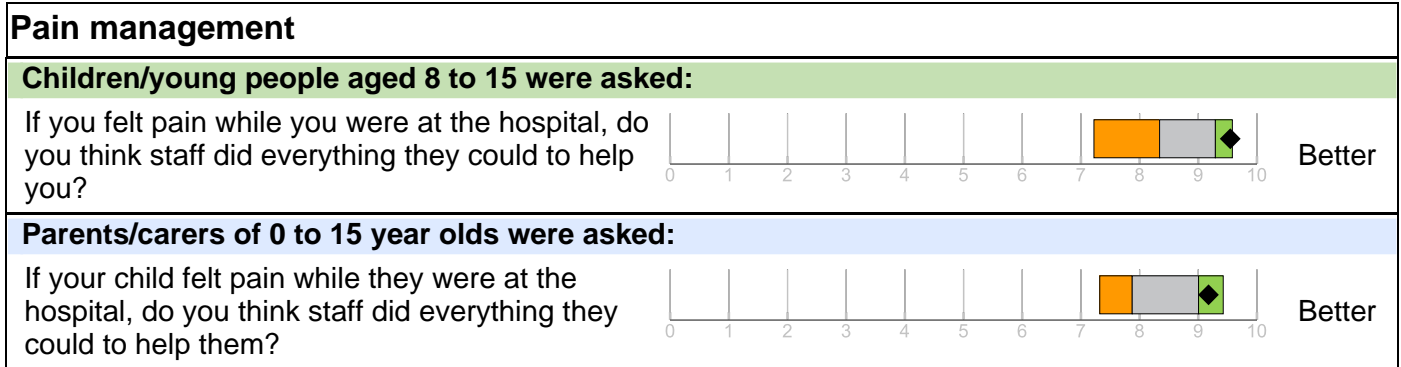 Pain management
Children/young people aged 8 to 15 were asked:
If you felt pain while you were at the hospital, do
you think staff did everything they could to help
you?
0 1 2 3 4 5 6 7 8 9 10
Better
Parents/carers of 0 to 15 year olds were asked:
If your child felt pain while they were at the
hospital, do you think staff did everything they
could to help them?
0 1 2 3 4 5 6 7 8 9 10
Better